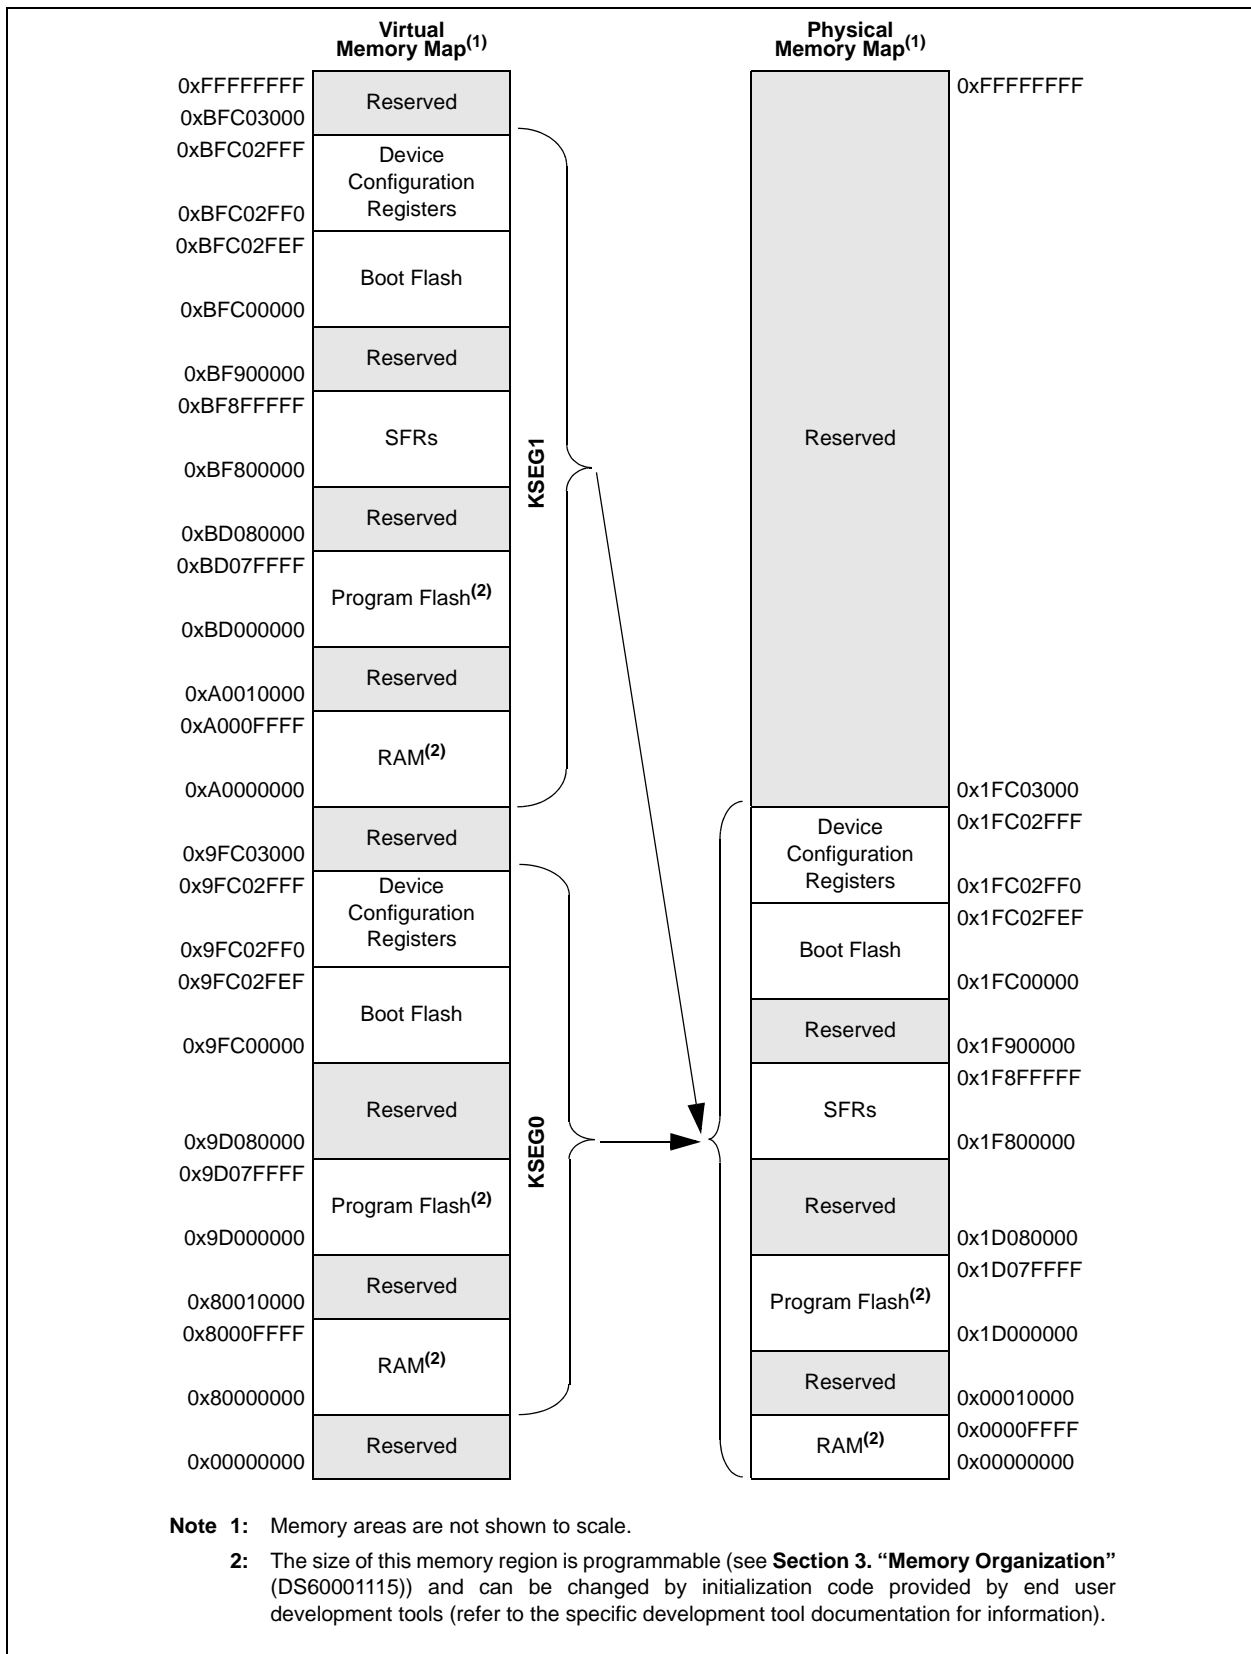 Virtual
Memory Map(1)
Physical
Memory Map(1)
0xFFFFFFFF
Reserved
0xBFC03000
0xBFC02FFF
Device
Configuration
Registers
0xBFC02FF0
0xBFC02FEF
Boot Flash
0xBFC00000
Reserved
0xBF900000
0xBF8FFFFF
SFRs
0xBF800000
Reserved
0xBD080000
0xBD07FFFF
Program Flash(2)
0xBD000000
Reserved
0xA0010000
0xA000FFFF
RAM(2)
0xA0000000
Reserved
0x9FC03000
0x9FC02FFF
Device
Configuration
Registers
0x9FC02FF0
0x9FC02FEF
Boot Flash
0x9FC00000
Reserved
0x9D080000
0x9D07FFFF
Program Flash(2)
0x9D000000
Reserved
0x80010000
0x8000FFFF
RAM(2)
0x80000000
Reserved
0x00000000
KSEG1
KSEG0
0xFFFFFFFF
Reserved
0x1FC03000
0x1FC02FFF
Device
Configuration
Registers
0x1FC02FF0
0x1FC02FEF
Boot Flash
0x1FC00000
Reserved
0x1F900000
0x1F8FFFFF
SFRs
0x1F800000
Reserved
0x1D080000
0x1D07FFFF
Program Flash(2)
0x1D000000
Reserved
0x00010000
0x0000FFFF
RAM(2)
0x00000000
Note 1: Memory areas are not shown to scale.
2: The size of this memory region is programmable (see Section 3. “Memory Organization”
(DS60001115)) and can be changed by initialization code provided by end user
development tools (refer to the specific development tool documentation for information).